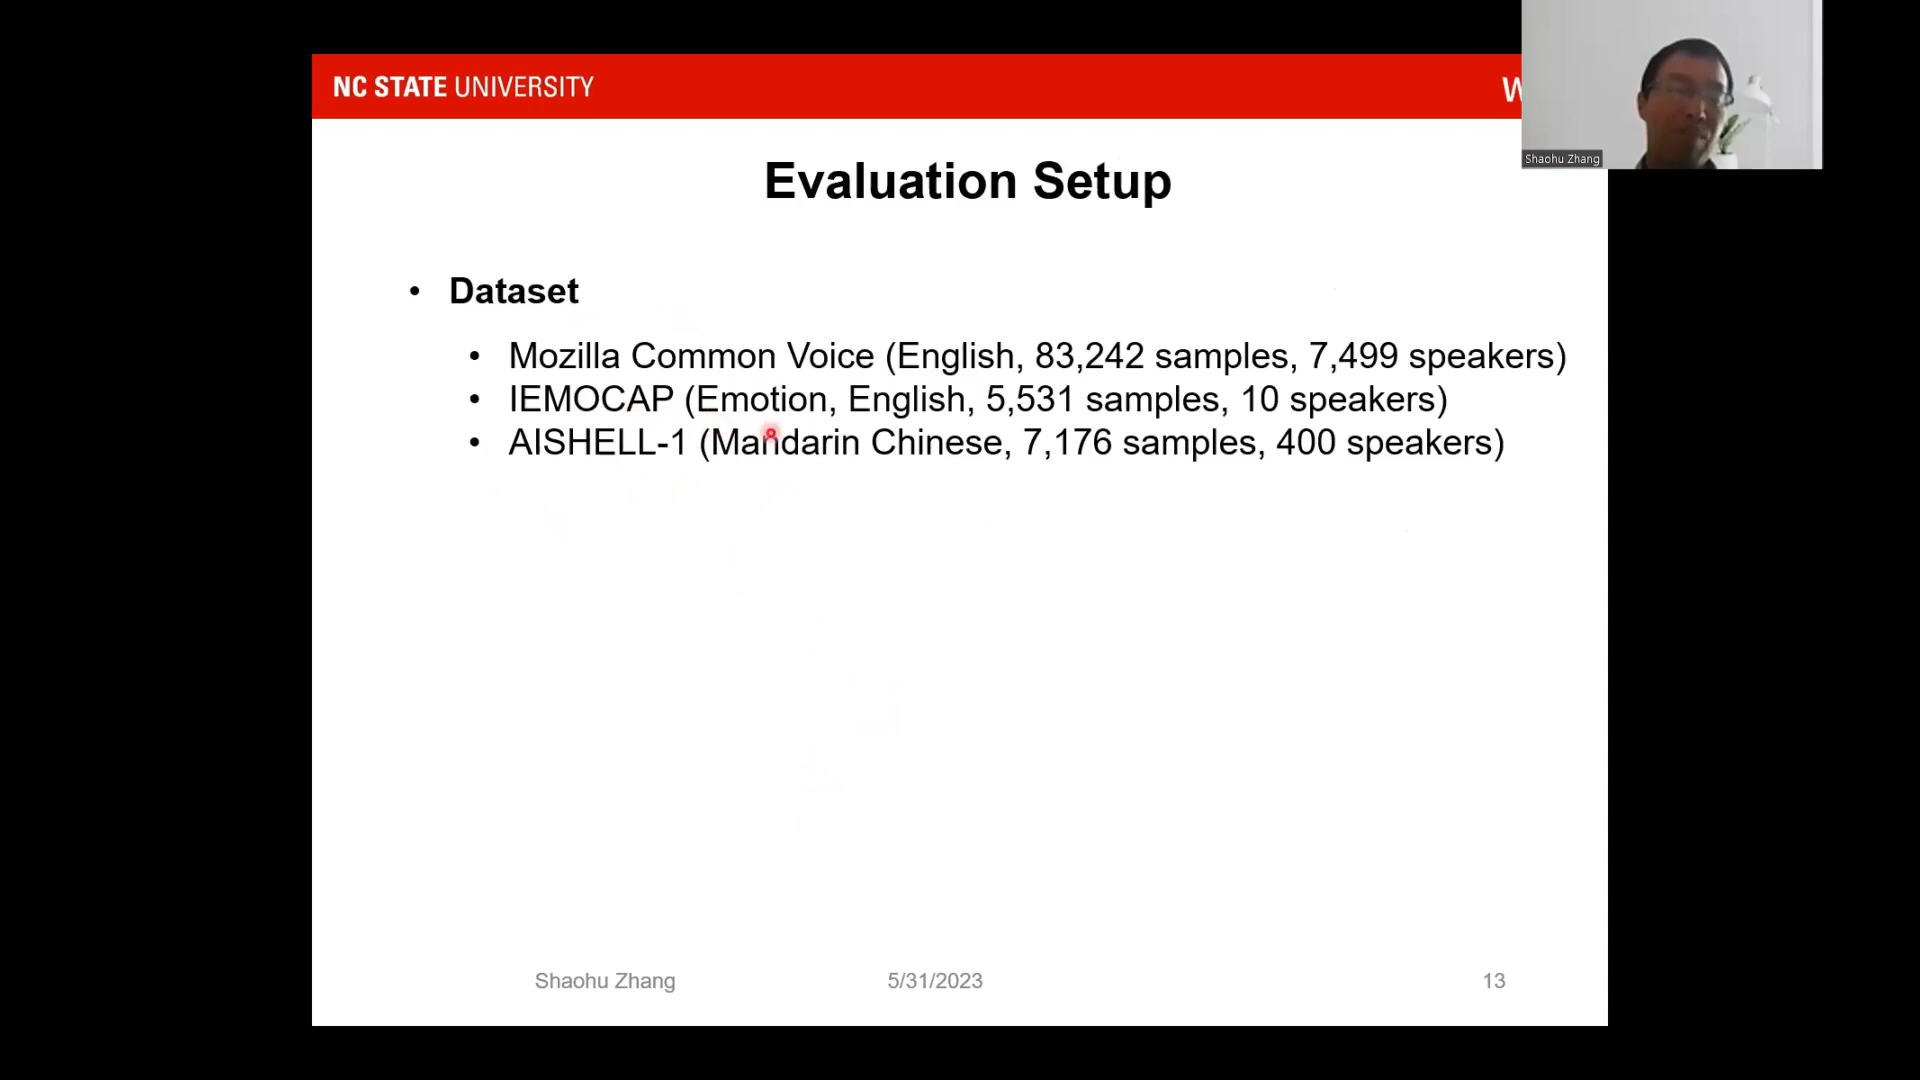 NC STATE UNIVERSITY
W
Shaohu Zhang
Evaluation Setup
• Dataset
• Mozilla Common Voice (English, 83,242 samples, 7,499 speakers)
• IEMOCAP (Emotion, English, 5,531 samples, 10 speakers)
• AISHELL-1 (Mandarin Chinese, 7,176 samples, 400 speakers)
Shaohu Zhang 5/31/2023 13